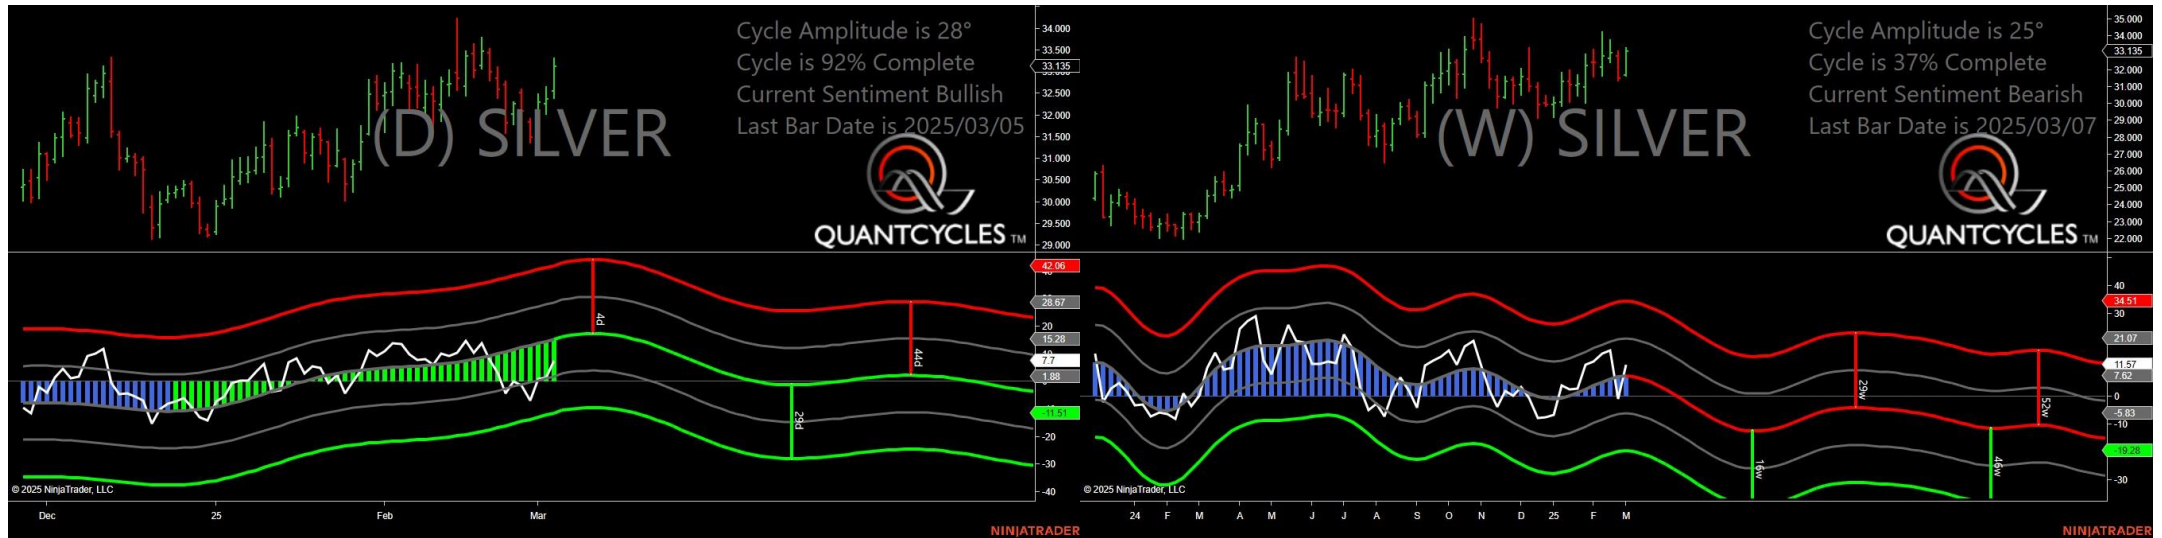 Cycle Amplitude is 28°
Cycle is 92% Complete
Current Sentiment Bullish
Last Bar Date is 2025/03/05
(D) SILVER
QUANTCYCLES TM
34.000
33.500
33.135
32.500
32.000
31.500
31.000
30.500
30.000
29.500
29.000
42.06
28.67
20
15.28
7.7
1.88
-11.51
-20
-30
-40
4d
29d
44d
© 2025 NinjaTrader, LLC
Dec 25 Feb Mar
NINJATRADER
Cycle Amplitude is 25°
Cycle is 37% Complete
Current Sentiment Bearish
Last Bar Date is 2025/03/07
(W) SILVER
QUANTCYCLES TM
35.000
34.000
33.135
32.000
31.000
30.000
29.000
28.000
27.000
26.000
25.000
24.000
23.000
22.000
40
34.51
30
21.07
11.57
7.62
0
-5.83
-10
-19.28
-30
16w
29w
46w
52w
© 2025 NinjaTrader, LLC
24 F M A M J J A S O N D 25 F M
NINJATRADER